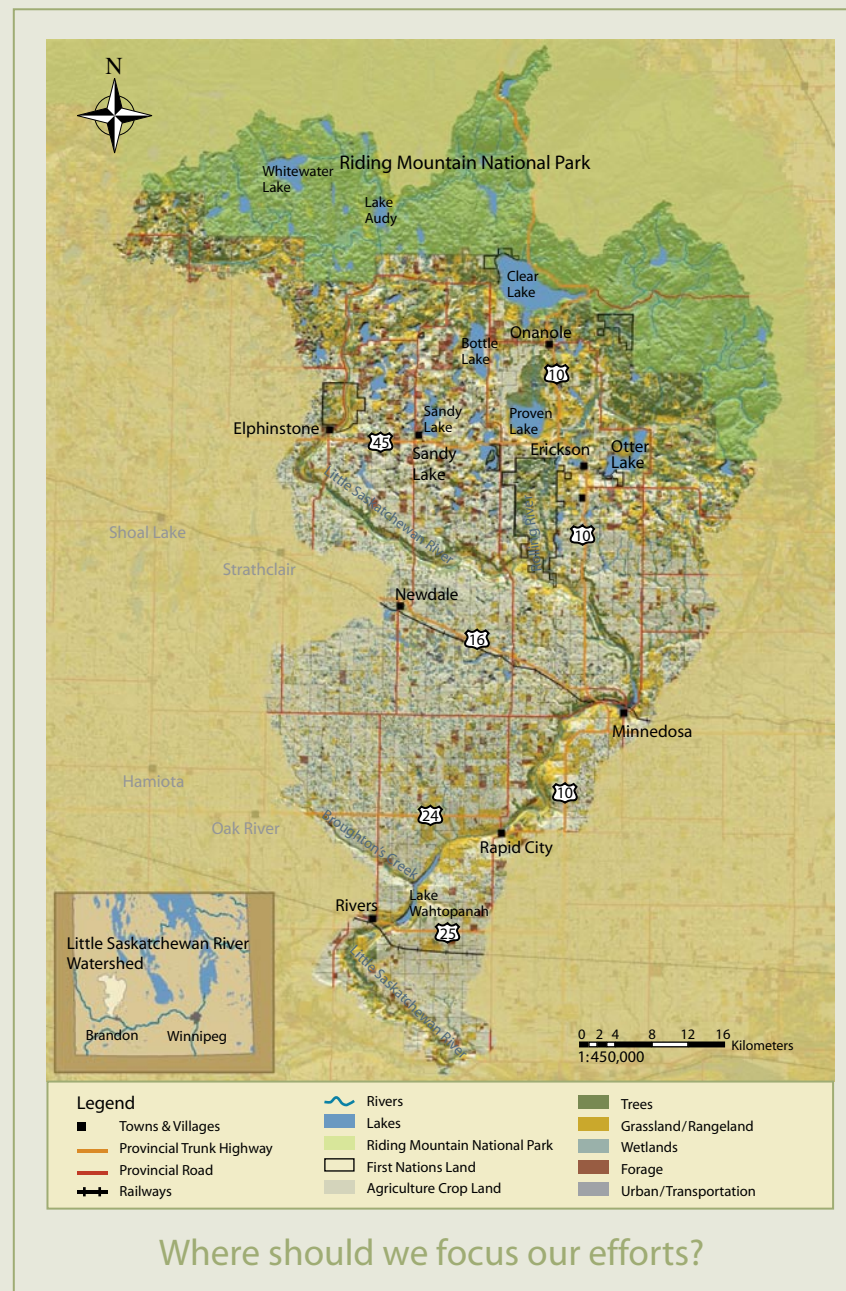 N
Riding Mountain National Park
Whitewater
Lake
Lake
Audy
Clear
Lake
Onanole
Bottle
Lake
10
Proven
Lake
Sandy
Lake
Elphinstone
45
Sandy
Lake
Erickson
Otter
Lake
Little Saskatchewan River
10
Shoal Lake
Strathclair
Newdale
16
Minnedosa
Hamiota
10
24
Oak River
Broughton's Creek
Rapid City
Lake
Wahtopanah
Rivers
25
Little Saskatchewan River
Little Saskatchewan River
Watershed
Brandon
Winnipeg
0 2 4 8 12 16
Kilometers
1:450,000
Legend
Towns & Villages
Provincial Trunk Highway
Provincial Road
Railways
Rivers
Lakes
Riding Mountain National Park
First Nations Land
Agriculture Crop Land
Trees
Grassland/Rangeland
Wetlands
Forage
Urban/Transportation
Where should we focus our efforts?